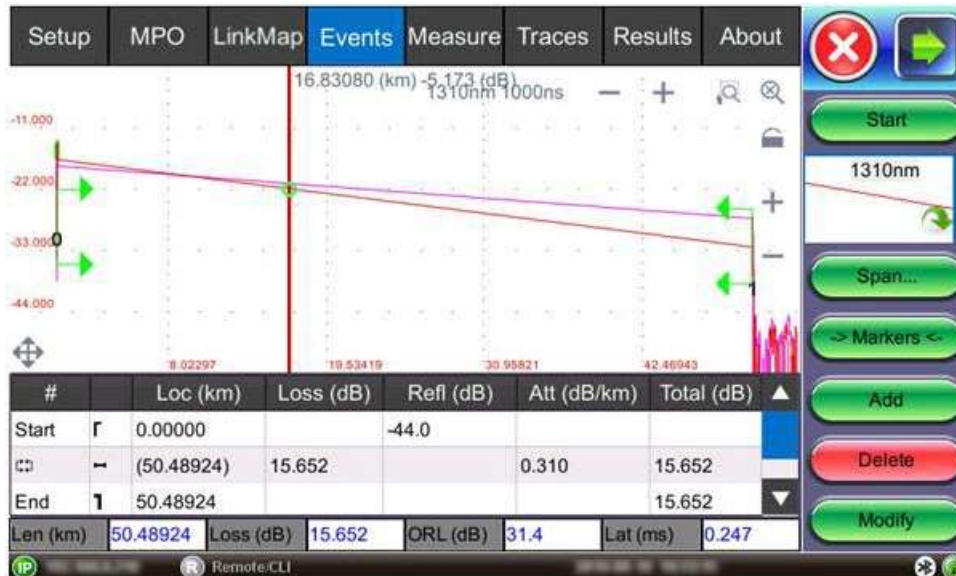 Setup MPO LinkMap Events Measure Traces Results About
16.83080 (km) -5.173 (dB)
1310nm 1000ns
-11.000
-22.000
-33.000
0
-44.000
1
8.02297 19.53419 30.95821 42.46943
# Loc (km) Loss (dB) Refl (dB) Att (dB/km) Total (dB)
Start 0.00000 -44.0
(50.48924) 15.652 0.310 15.652
End 50.48924 15.652
Len (km) 50.48924 Loss (dB) 15.652 ORL (dB) 31.4 Lat (ms) 0.247
IP R Remote/CLI
Start
1310nm
Span...
-> Markers <-
Add
Delete
Modify